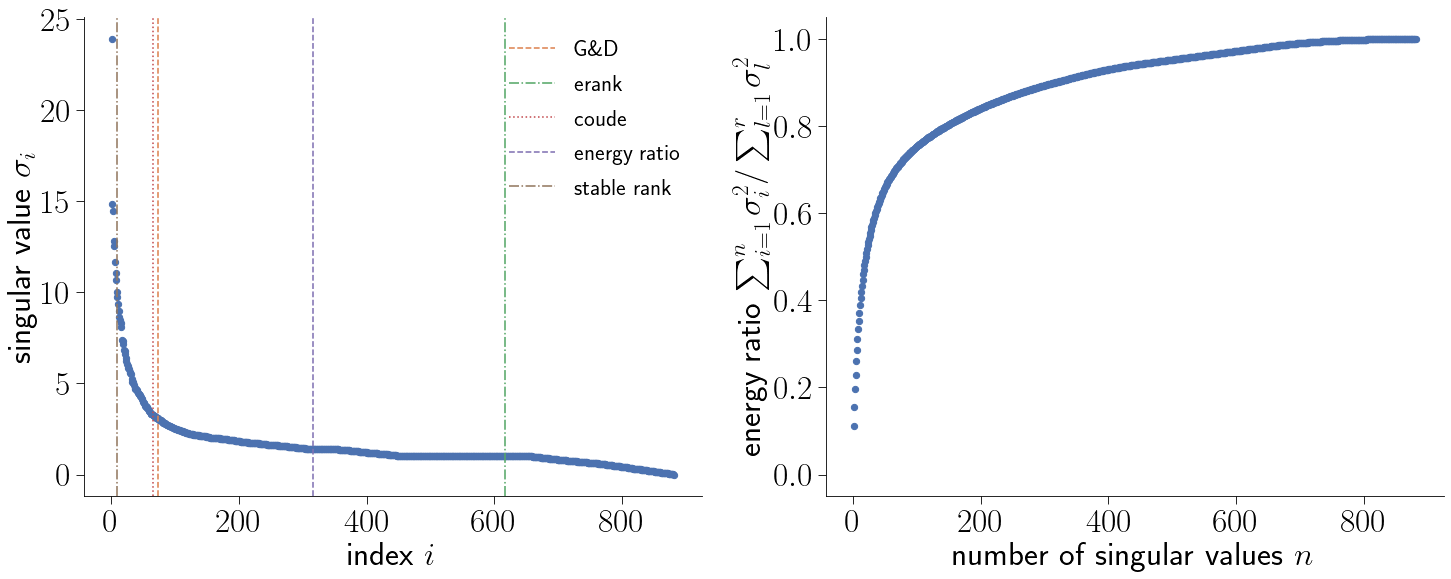 singular value σ_i
25
20
15
10
5
0
0 200 400 600 800
index i
G&D
erank
coude
energy ratio
stable rank
energy ratio ∑_{i=1}^{n} σ_i^2 / ∑_{l=1}^{r} σ_l^2
1.0
0.8
0.6
0.4
0.2
0.0
0 200 400 600 800
number of singular values n